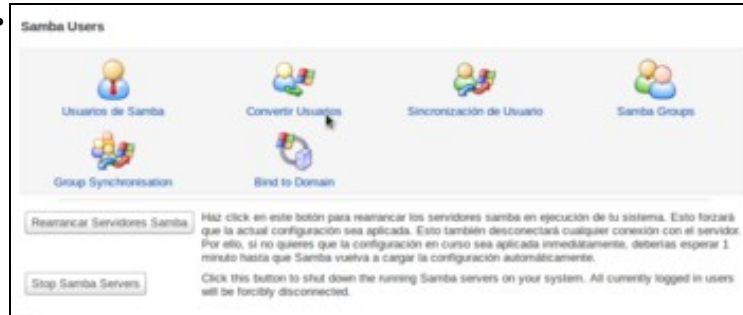 Samba Users
Usuarios de Samba
Convertir Usuarios
Sincronización de Usuario
Samba Groups
Group Synchronisation
Bind to Domain
Rearrancar Servidores Samba
Haz click en este botón para rearrancar los servidores samba en ejecución de tu sistema. Esto forzará
que la actual configuración sea aplicada. Esto también desconectará cualquier conexión con el servidor.
Por ello, si no quieres que la configuración en curso sea aplicada inmediátamente, deberías esperar 1
minuto hasta que Samba vuelva a cargar la configuración automáticamente.
Stop Samba Servers
Click this button to shut down the running Samba servers on your system. All currently logged in users
will be forcibly disconnected.